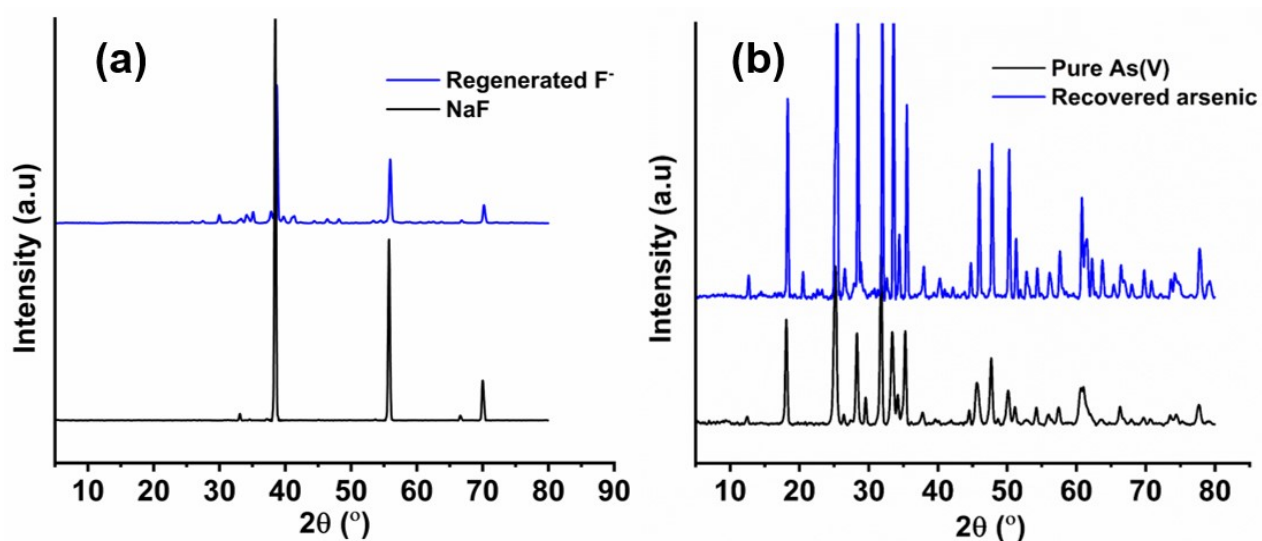 (a)
Regenerated F⁻
NaF
Intensity (a.u)
10 20 30 40 50 60 70 80 90
2θ (°)
(b)
Pure As(V)
Recovered arsenic
Intensity (a.u)
10 20 30 40 50 60 70 80
2θ (°)